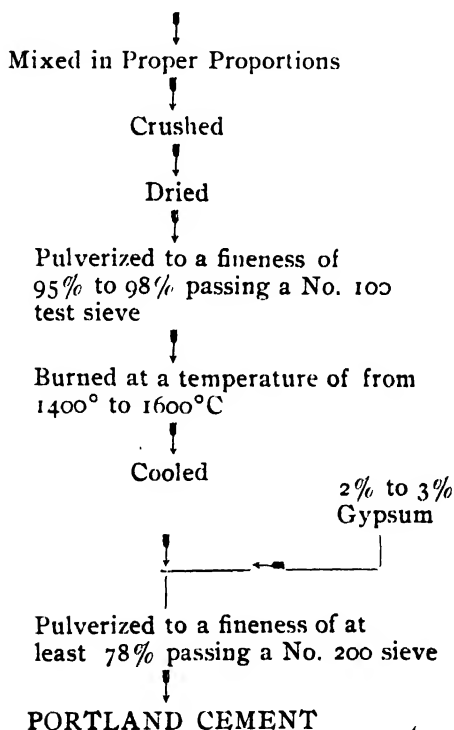 Mixed in Proper Proportions
Crushed
Dried
Pulverized to a fineness of
95% to 98% passing a No. 100
test sieve
Burned at a temperature of from
1400° to 1600°C
Cooled
2% to 3%
Gypsum
Pulverized to a fineness of at
least 78% passing a No. 200 sieve
PORTLAND CEMENT